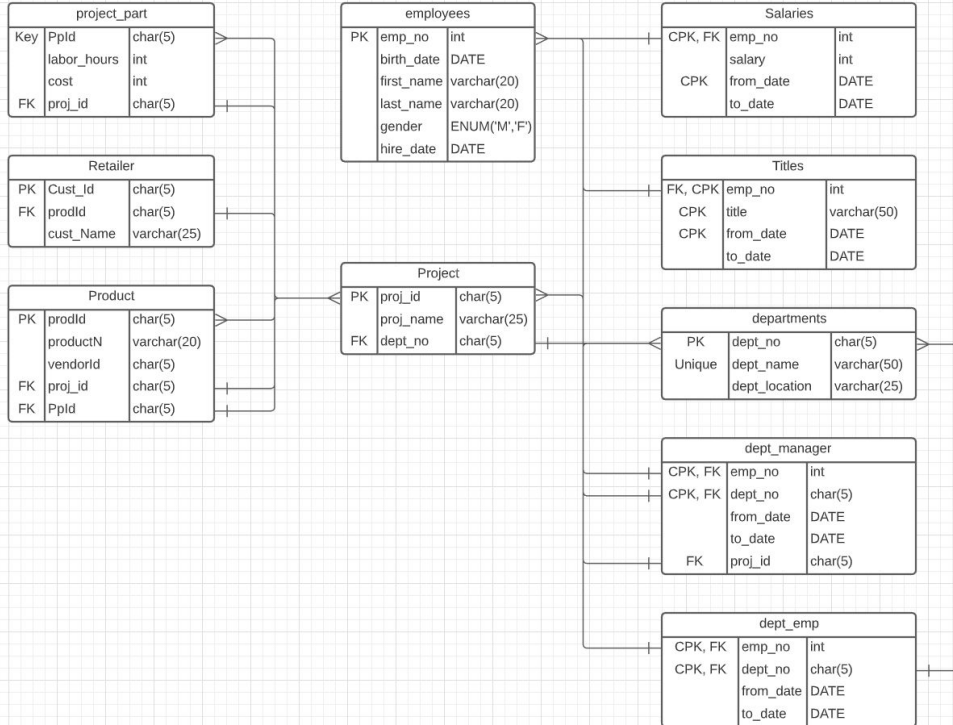 project_part
Key PpId char(5)
labor_hours int
cost int
FK proj_id char(5)
Retailer
PK Cust_Id char(5)
FK prodId char(5)
cust_Name varchar(25)
Product
PK prodId char(5)
productN varchar(20)
vendorId char(5)
FK proj_id char(5)
FK PpId char(5)
employees
PK emp_no int
birth_date DATE
first_name varchar(20)
last_name varchar(20)
gender ENUM('M','F')
hire_date DATE
Project
PK proj_id char(5)
proj_name varchar(25)
FK dept_no char(5)
Salaries
CPK, FK emp_no int
salary int
CPK from_date DATE
to_date DATE
Titles
FK, CPK emp_no int
CPK title varchar(50)
CPK from_date DATE
to_date DATE
departments
PK dept_no char(5)
Unique dept_name varchar(50)
dept_location varchar(25)
dept_manager
CPK, FK emp_no int
CPK, FK dept_no char(5)
from_date DATE
to_date DATE
FK proj_id char(5)
dept_emp
CPK, FK emp_no int
CPK, FK dept_no char(5)
from_date DATE
to_date DATE